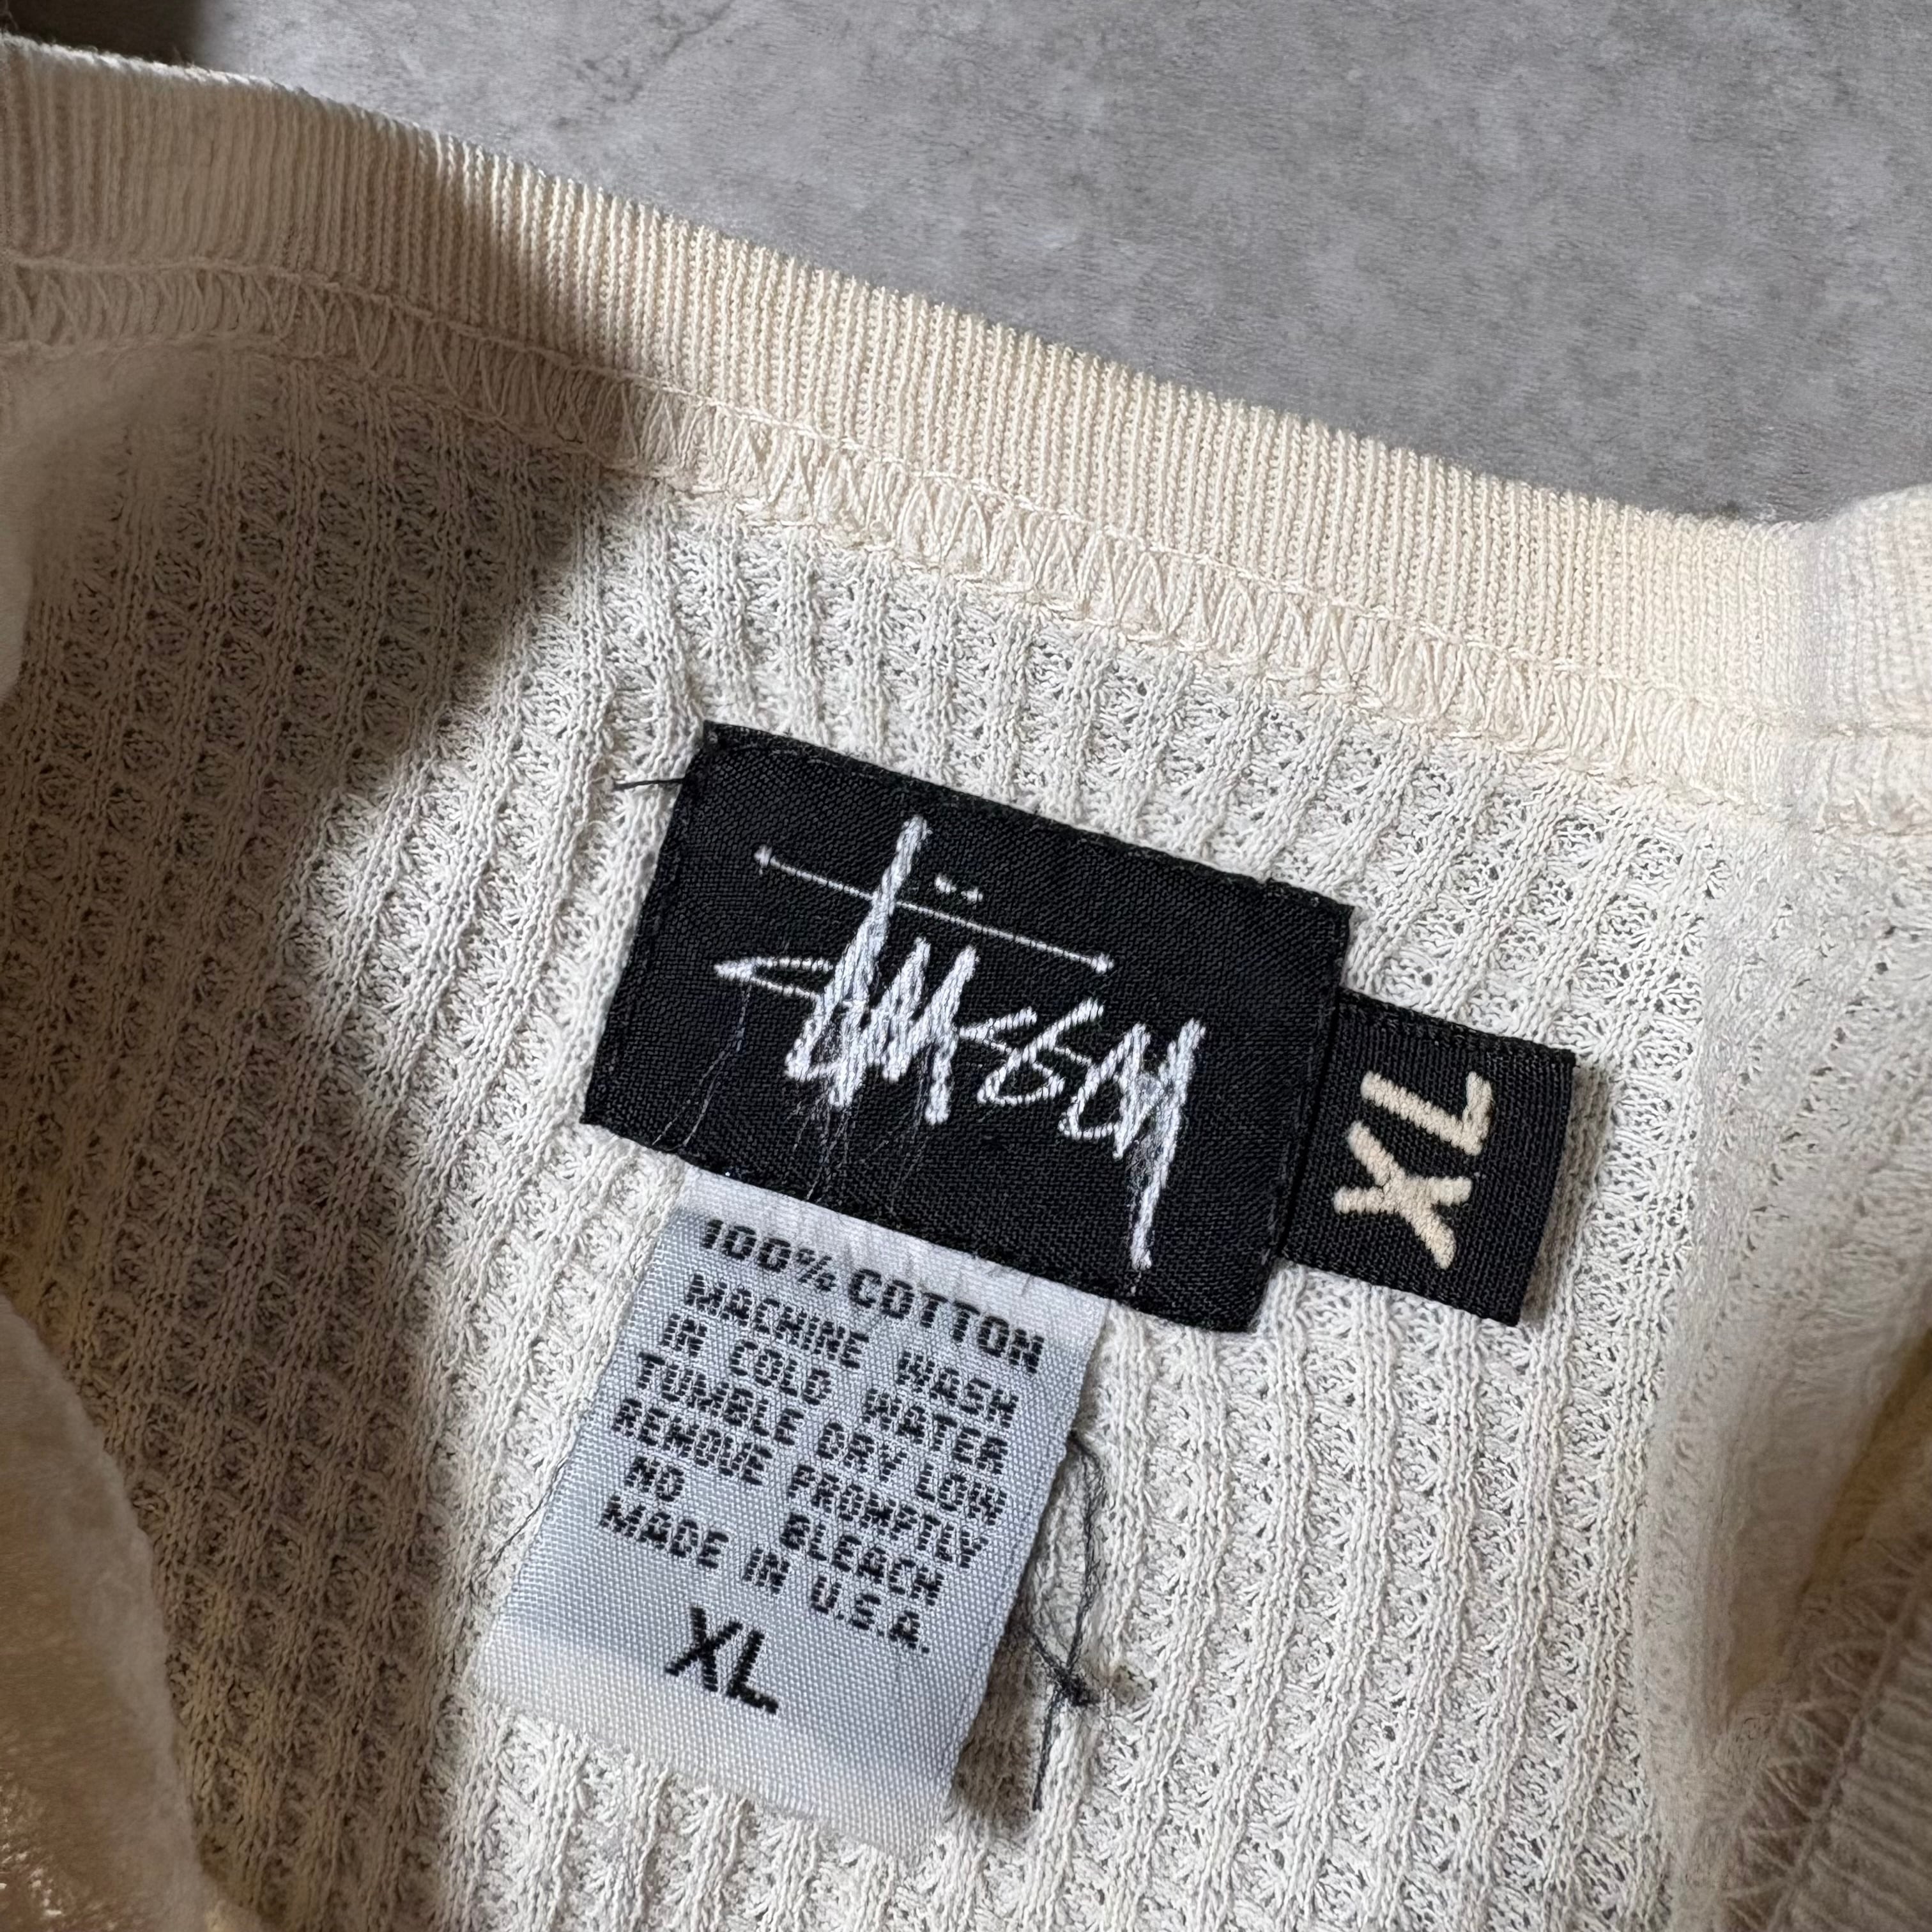 Stüssy
XL
100% COTTON
MACHINE WASH
IN COLD WATER
TUMBLE DRY LOW
REMOVE PROMPTLY
NO BLEACH
MADE IN U.S.A.
XL